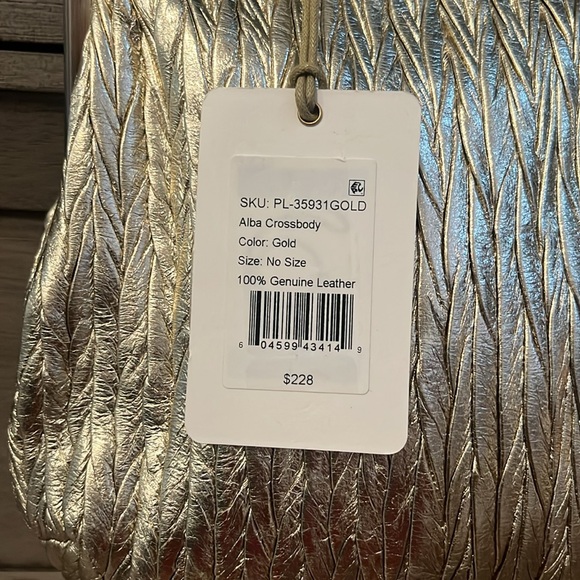 SKU: PL-35931GOLD
Alba Crossbody
Color: Gold
Size: No Size
100% Genuine Leather
6 04599 43414 9
$228